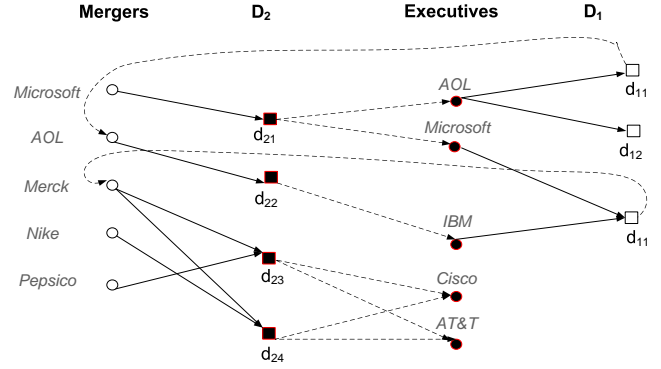 Mergers D2 Executives D1
Microsoft
AOL
Merck
Nike
Pepsico
d21
d22
d23
d24
AOL
Microsoft
IBM
Cisco
AT&T
d11
d12
d11